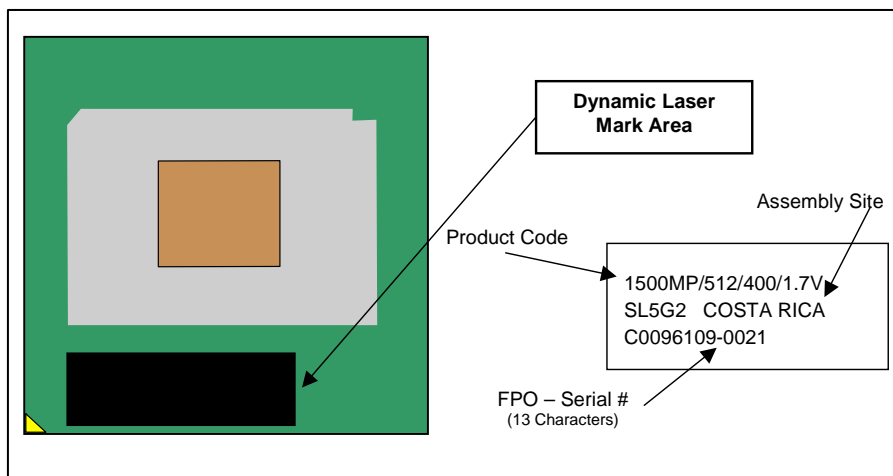 Dynamic Laser
Mark Area
Assembly Site
Product Code
1500MP/512/400/1.7V
SL5G2   COSTA RICA
C0096109-0021
FPO – Serial #
(13 Characters)